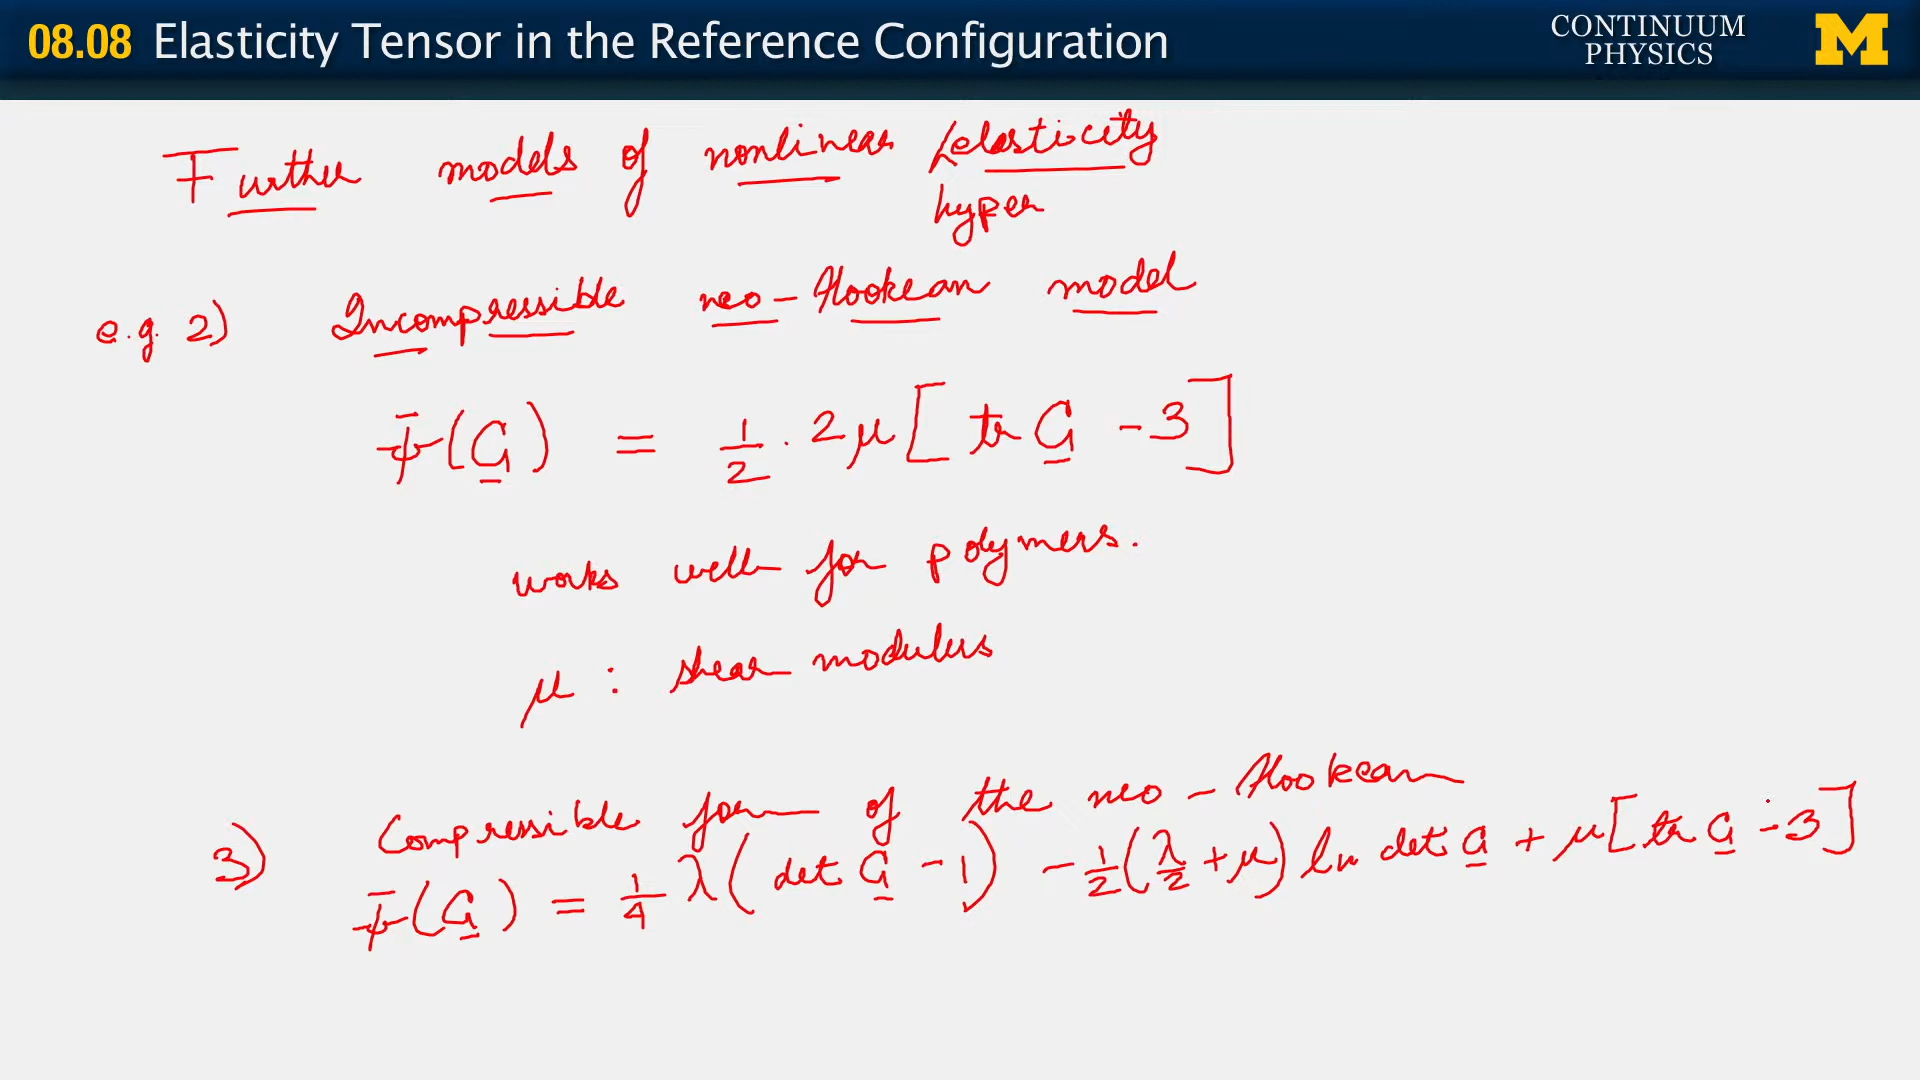 08.08 Elasticity Tensor in the Reference Configuration
CONTINUUM
PHYSICS
M
Further models of nonlinear /elasticity
hyper
e.g. 2) Incompressible neo-Hookean model
ψ̄(C) = 1/2 · 2μ[tr C - 3]
works well for polymers.
μ : shear modulus
3) Compressible form of the neo-Hookean
ψ̄(C) = 1/4 λ(det C - 1) - 1/2(λ/2 + μ) ln det C + μ[tr C - 3]